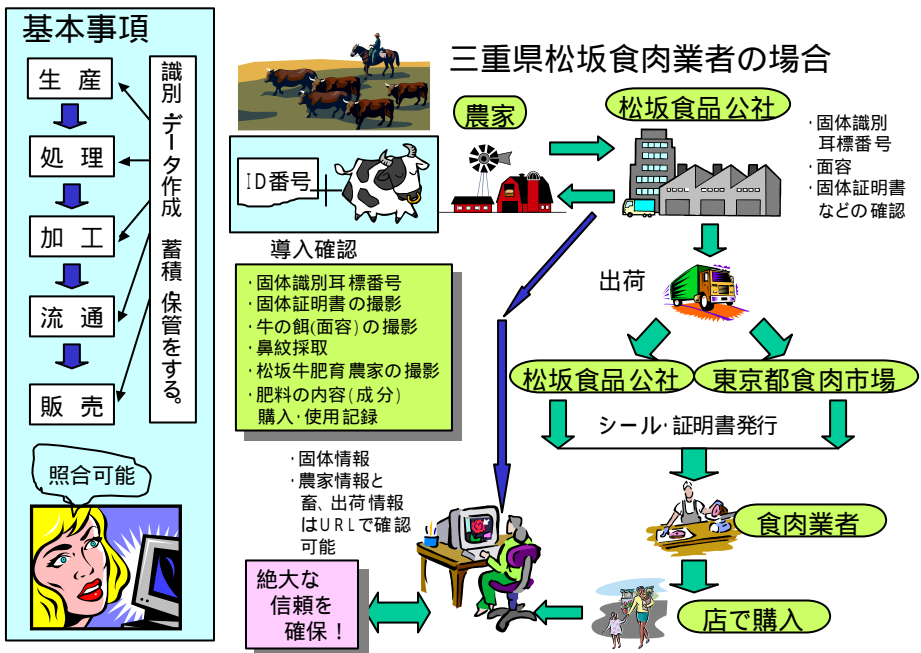 基本事項
生 産
処 理
加 工
流 通
販 売
識別 データ作成 蓄積 保管をする。
照合可能
三重県松坂食肉業者の場合
農家
松坂食品公社
・固体識別
耳標番号
・面容
・固体証明書
などの確認
ID番号
導入確認
・固体識別耳標番号
・固体証明書の撮影
・牛の餌(面容)の撮影
・鼻紋採取
・松坂牛肥育農家の撮影
・肥料の内容(成分)
購入・使用記録
出荷
松坂食品公社
東京都食肉市場
シール・証明書発行
・固体情報
・農家情報と
畜、出荷情報
はURLで確認
可能
食肉業者
店で購入
絶大な
信頼を
確保！